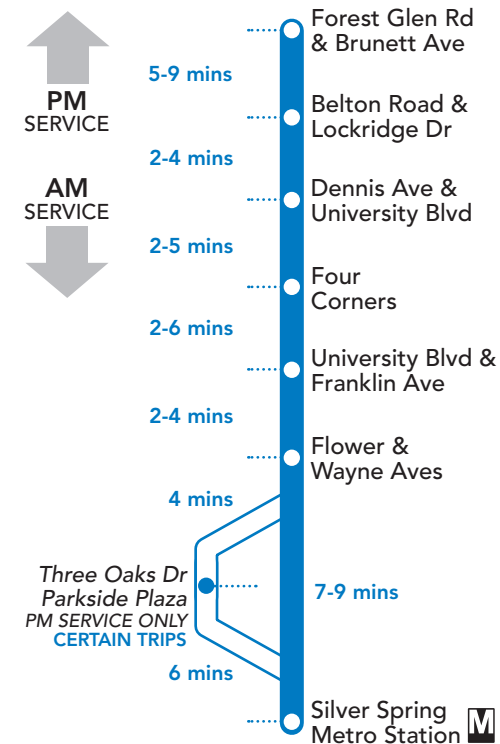 Forest Glen Rd
& Brunett Ave
5-9 mins
PM
SERVICE
Belton Road &
Lockridge Dr
2-4 mins
AM
SERVICE
Dennis Ave &
University Blvd
2-5 mins
Four
Corners
2-6 mins
University Blvd &
Franklin Ave
2-4 mins
Flower &
Wayne Aves
4 mins
Three Oaks Dr
Parkside Plaza
PM SERVICE ONLY
CERTAIN TRIPS
7-9 mins
6 mins
Silver Spring
Metro Station M